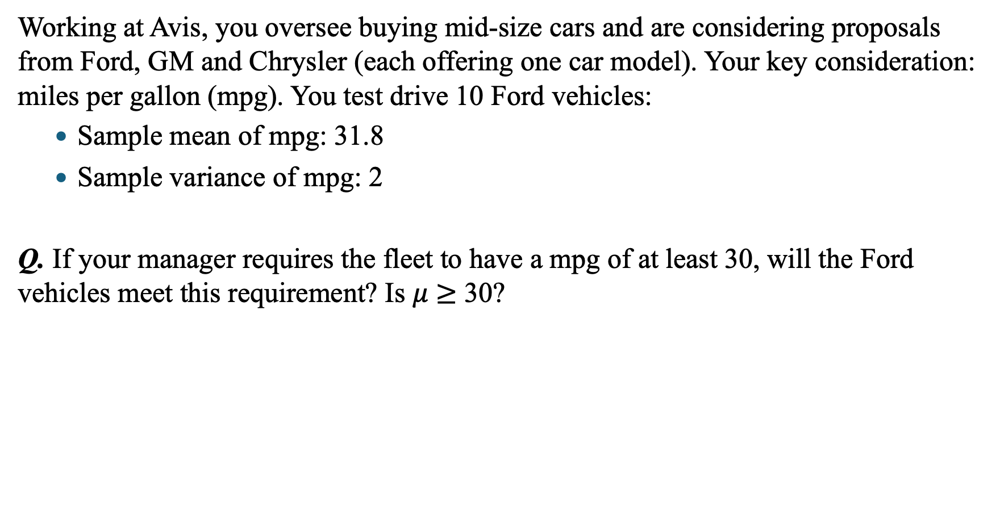 Working at Avis, you oversee buying mid-size cars and are considering proposals
from Ford, GM and Chrysler (each offering one car model). Your key consideration:
miles per gallon (mpg). You test drive 10 Ford vehicles:
• Sample mean of mpg: 31.8
• Sample variance of mpg: 2
Q. If your manager requires the fleet to have a mpg of at least 30, will the Ford
vehicles meet this requirement? Is μ ≥ 30?